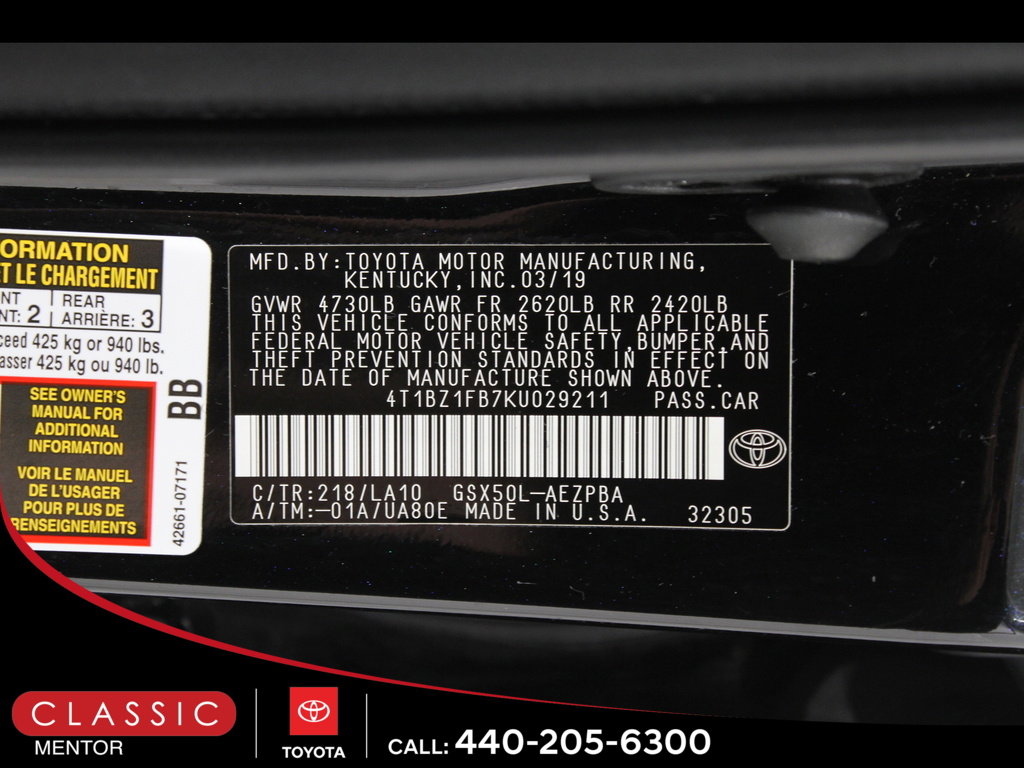 ORMATION
T LE CHARGEMENT
NT 2 REAR 3
NT: ARRIÈRE:
ceed 425 kg or 940 lbs.
asser 425 kg ou 940 lb.
SEE OWNER'S
MANUAL FOR
ADDITIONAL
INFORMATION
VOIR LE MANUEL
DE L'USAGER
POUR PLUS DE
RENSEIGNEMENTS
BB
42661-07171
MFD.BY:TOYOTA MOTOR MANUFACTURING,
KENTUCKY,INC.03/19
GVWR 4730LB GAWR FR 2620LB RR 2420LB
THIS VEHICLE CONFORMS TO ALL APPLICABLE
FEDERAL MOTOR VEHICLE SAFETY,BUMPER,AND
THEFT PREVENTION STANDARDS IN EFFECT ON
THE DATE OF MANUFACTURE SHOWN ABOVE.
4T1BZ1FB7KU029211 PASS.CAR
C/TR:218/LA10 GSX50L-AEZPBA
A/TM:-01A/UA80E MADE IN U.S.A. 32305
CLASSIC
MENTOR
TOYOTA
CALL: 440-205-6300